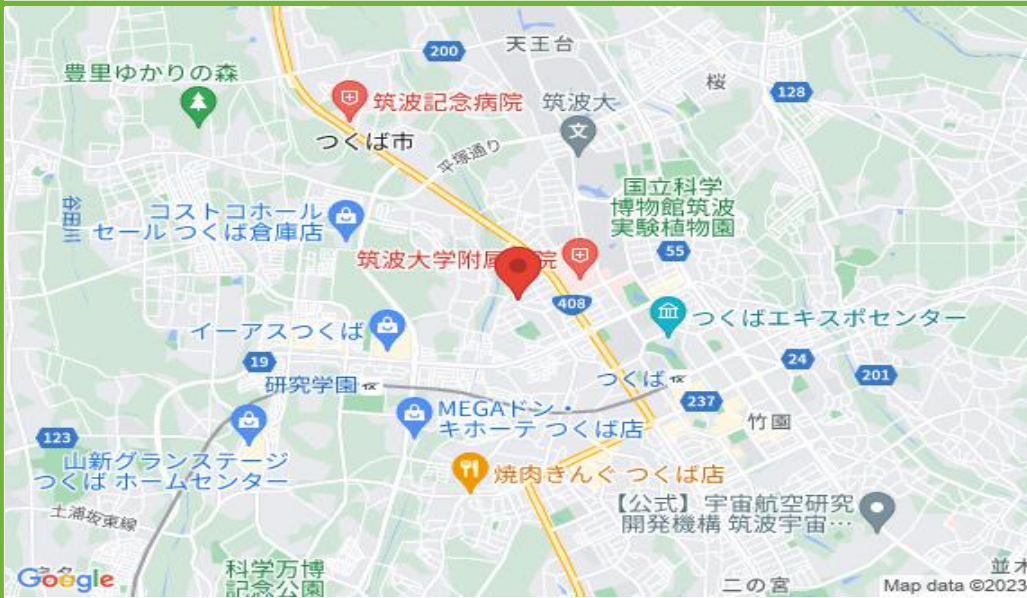 天王台
200
桜
豊里ゆかりの森
128
筑波記念病院
筑波大
文
つくば市
平塚通り
国立科学
博物館筑波
実験植物園
谷田川
コストコホール
セール つくば倉庫店
55
筑波大学附属
院
408
つくばエキスポセンター
イーアスつくば
19
24
研究学園
つくば
201
237
MEGAドン・
キホーテ つくば店
竹園
123
山新グランステージ
つくば ホームセンター
焼肉きんぐ つくば店
【公式】宇宙航空研究
開発機構 筑波宇宙…
土浦坂東線
科学万博
記念公園
並木
二の宮
Google
Map data ©2023